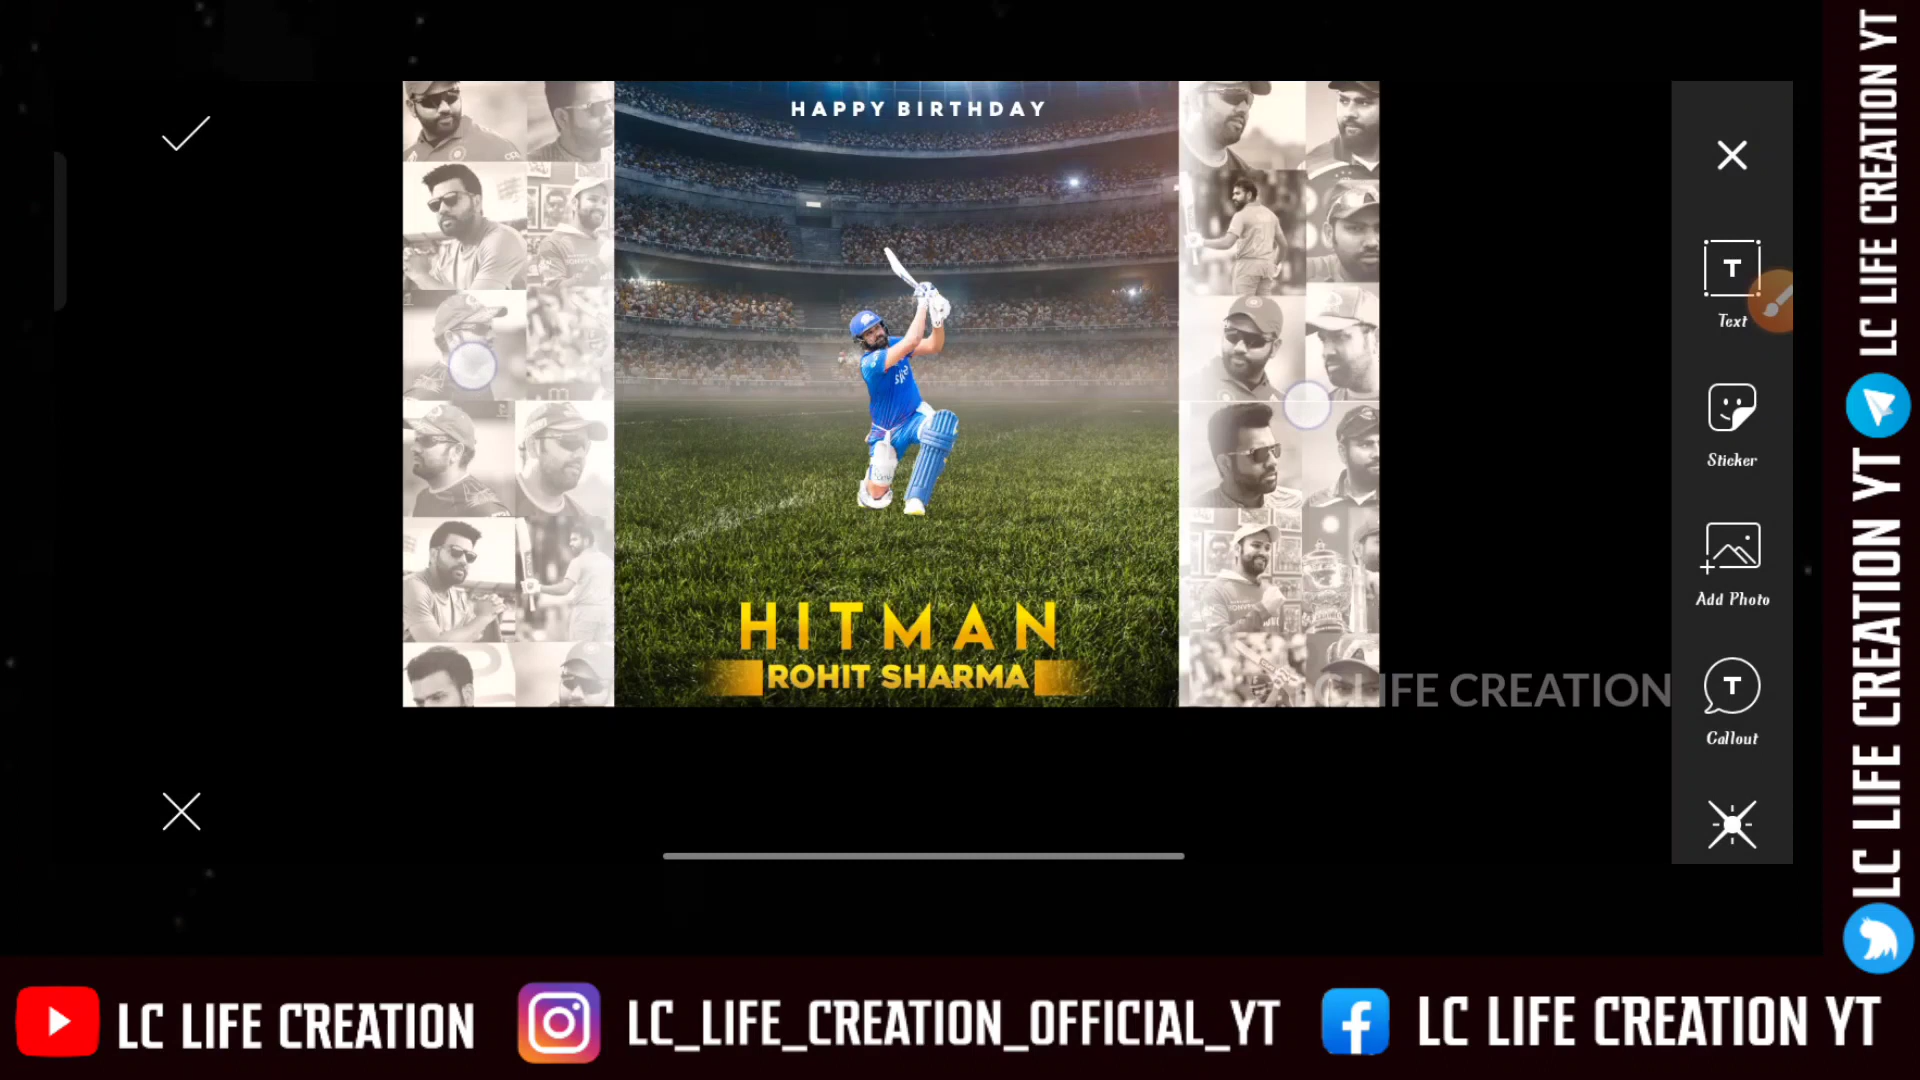 HAPPY BIRTHDAY
HITMAN
ROHIT SHARMA
IFE CREATION
Text
Sticker
Add Photo
Callout
LC LIFE CREATION YT
LC LIFE CREATION YT
LC LIFE CREATION
LC_LIFE_CREATION_OFFICIAL_YT
LC LIFE CREATION YT